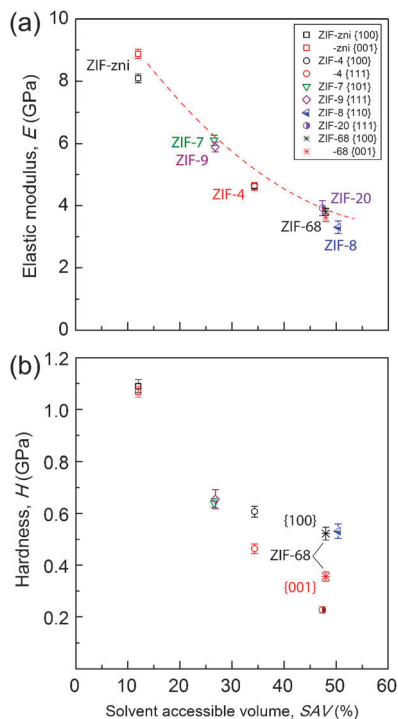 (a)
10
8
6
4
2
0
Elastic modulus, E (GPa)
ZIF-zni
ZIF-7
ZIF-9
ZIF-4
ZIF-20
ZIF-68
ZIF-8
ZIF-zni {100}
-zni {001}
ZIF-4 {100}
-4 {111}
ZIF-7 {101}
ZIF-9 {111}
ZIF-8 {110}
ZIF-20 {111}
ZIF-68 {100}
-68 {001}
(b)
1.2
1.0
0.8
0.6
0.4
0.2
Hardness, H (GPa)
{100}
ZIF-68
{001}
0 10 20 30 40 50 60
Solvent accessible volume, SAV (%)